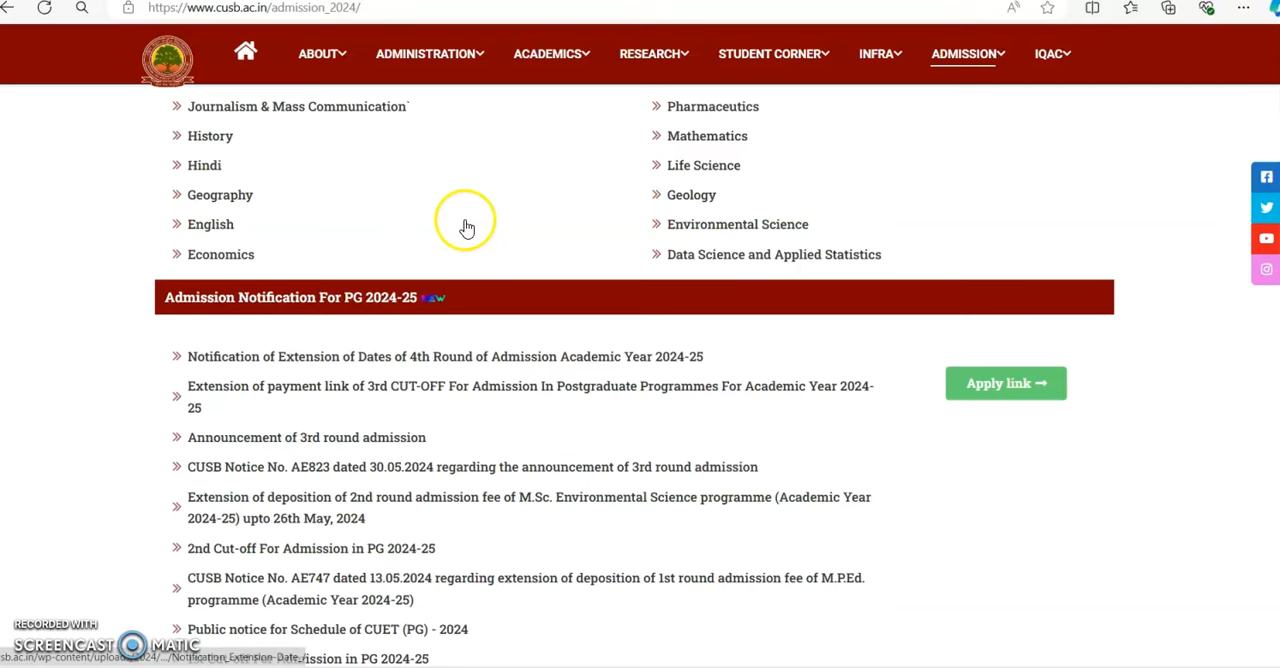 https://www.cusb.ac.in/admission_2024/
ABOUT ADMINISTRATION ACADEMICS RESEARCH STUDENT CORNER INFRA ADMISSION IQAC
Journalism & Mass Communication`
Pharmaceutics
History
Mathematics
Hindi
Life Science
Geography
Geology
English
Environmental Science
Economics
Data Science and Applied Statistics
Admission Notification For PG 2024-25
Notification of Extension of Dates of 4th Round of Admission Academic Year 2024-25
Apply link →
Extension of payment link of 3rd CUT-OFF For Admission In Postgraduate Programmes For Academic Year 2024-
25
Announcement of 3rd round admission
CUSB Notice No. AE823 dated 30.05.2024 regarding the announcement of 3rd round admission
Extension of deposition of 2nd round admission fee of M.Sc. Environmental Science programme (Academic Year
2024-25) upto 26th May, 2024
2nd Cut-off For Admission in PG 2024-25
CUSB Notice No. AE747 dated 13.05.2024 regarding extension of deposition of 1st round admission fee of M.P.Ed.
programme (Academic Year 2024-25)
Public notice for Schedule of CUET (PG) - 2024
RECORDED WITH
SCREENCAST MATIC
in PG 2024-25